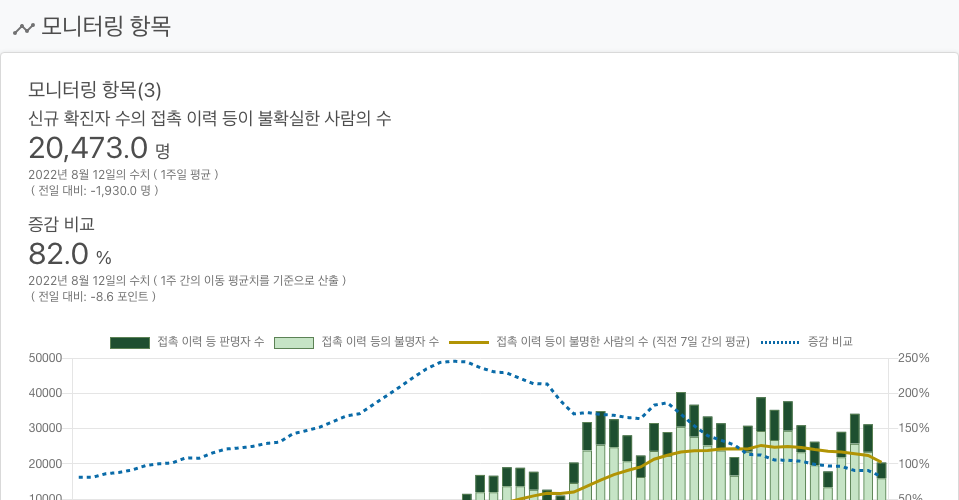 모니터링 항목
모니터링 항목(3)
신규 확진자 수의 접촉 이력 등이 불확실한 사람의 수
20,473.0 명
2022년 8월 12일의 수치 ( 1주일 평균 )
( 전일 대비: -1,930.0 명 )
증감 비교
82.0 %
2022년 8월 12일의 수치 ( 1주 간의 이동 평균치를 기준으로 산출 )
( 전일 대비: -8.6 포인트 )
접촉 이력 등 판명자 수 접촉 이력 등의 불명자 수 접촉 이력 등이 불명한 사람의 수 (직전 7일 간의 평균) 증감 비교
50000 250%
40000 200%
30000 150%
20000 100%
10000 50%